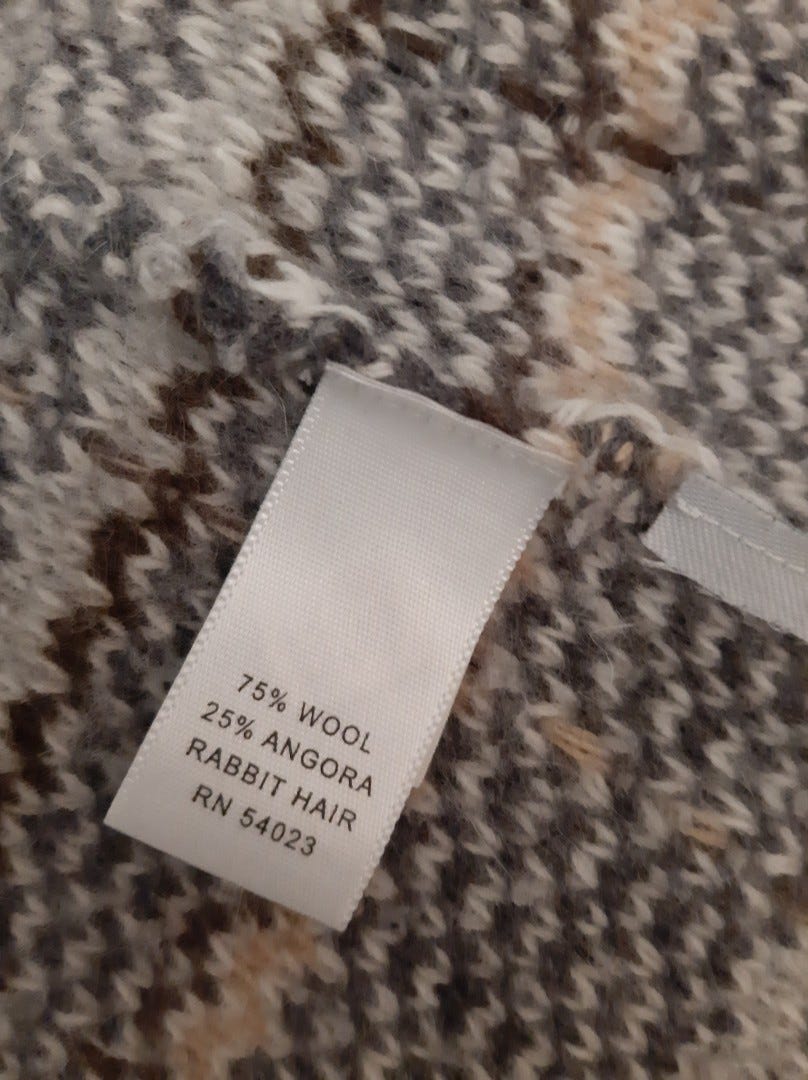 75% WOOL
25% ANGORA
RABBIT HAIR
RN 54023